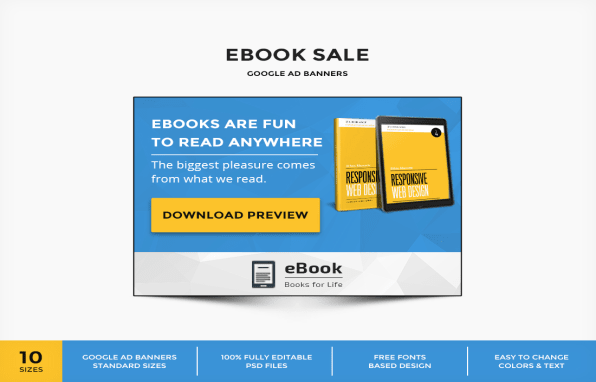 EBOOK SALE
GOOGLE AD BANNERS
EBOOKS ARE FUN
TO READ ANYWHERE
The biggest pleasure comes
from what we read.
DOWNLOAD PREVIEW
RESPONS
WEB DES
RESPONSIVE
WEB DESIGN
eBook
Books for Life
10
SIZES
GOOGLE AD BANNERS
STANDARD SIZES
100% FULLY EDITABLE
PSD FILES
FREE FONTS
BASED DESIGN
EASY TO CHANGE
COLORS & TEXT